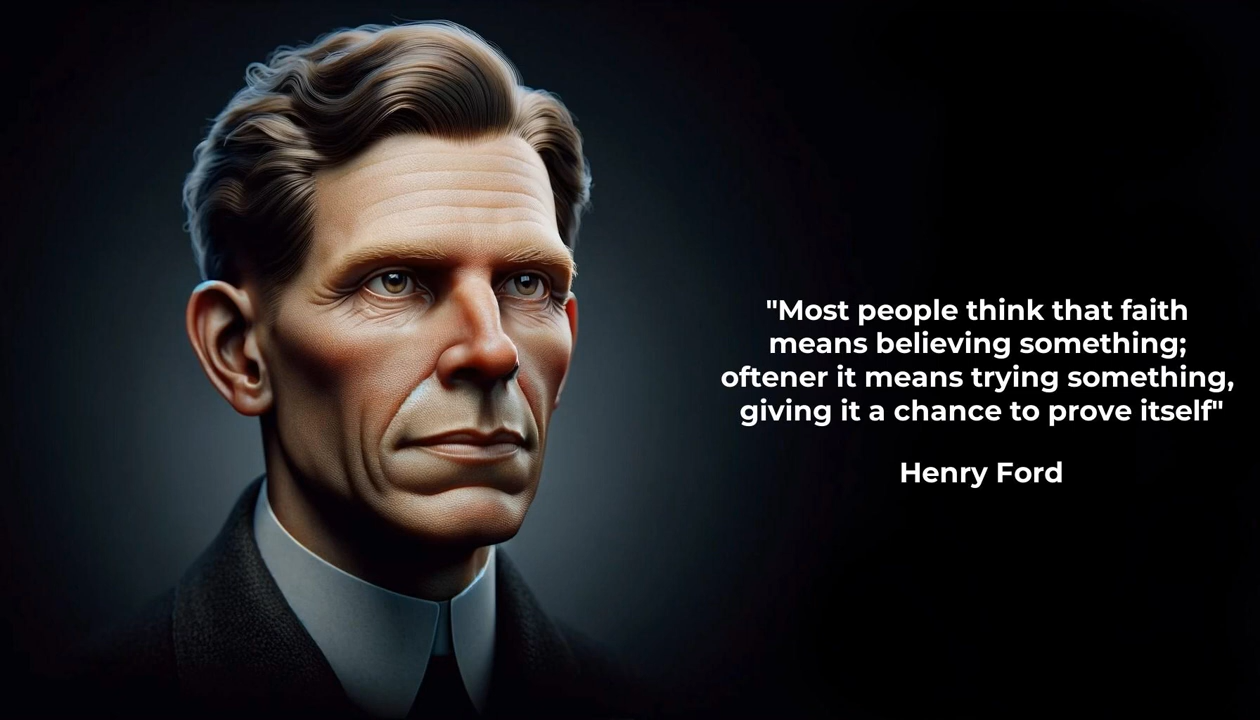 "Most people think that faith
means believing something;
oftener it means trying something,
giving it a chance to prove itself"
Henry Ford